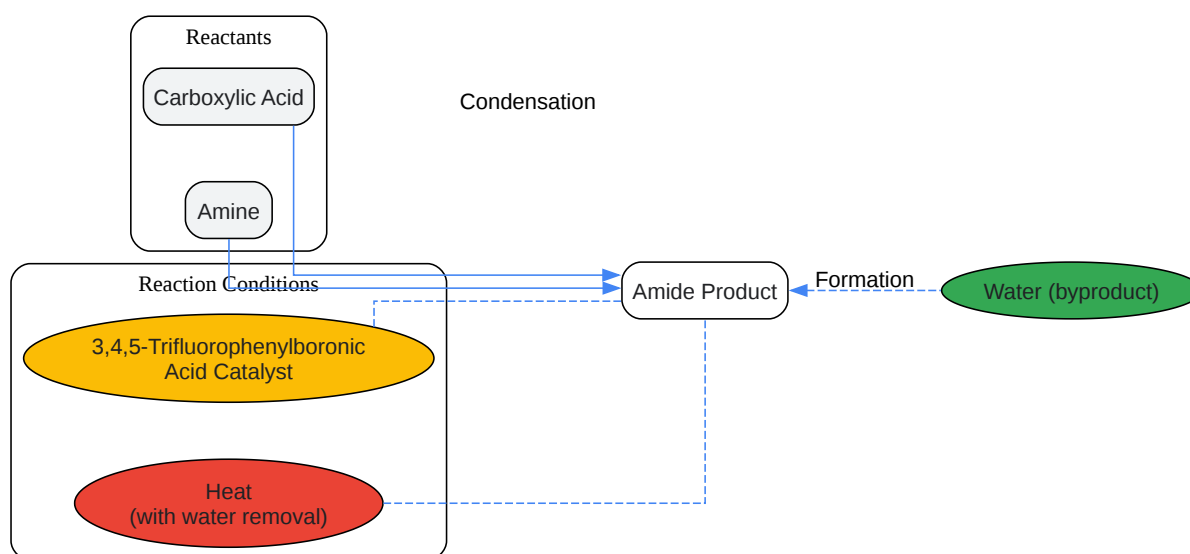 Reactants
Carboxylic Acid
Condensation
Amine
Reaction Conditions
Amide Product
Formation
Water (byproduct)
3,4,5-Trifluorophenylboronic
Acid Catalyst
Heat
(with water removal)